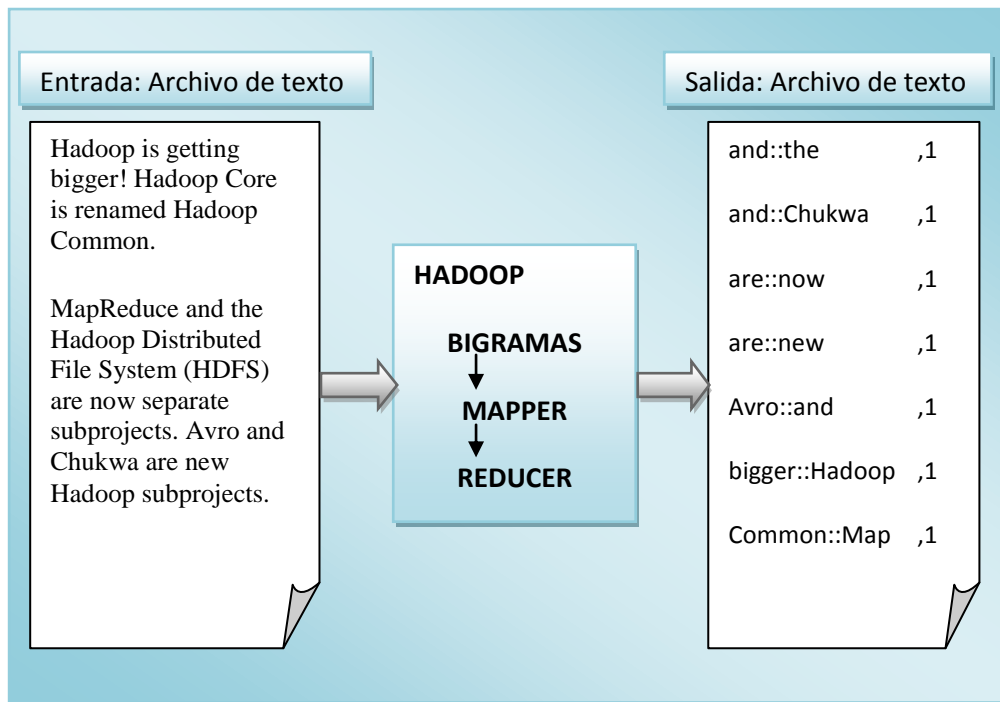 Entrada: Archivo de texto
Hadoop is getting
bigger! Hadoop Core
is renamed Hadoop
Common.
MapReduce and the
Hadoop Distributed
File System (HDFS)
are now separate
subprojects. Avro and
Chukwa are new
Hadoop subprojects.
HADOOP
BIGRAMAS
MAPPER
REDUCER
Salida: Archivo de texto
and::the ,1
and::Chukwa ,1
are::now ,1
are::new ,1
Avro::and ,1
bigger::Hadoop ,1
Common::Map ,1